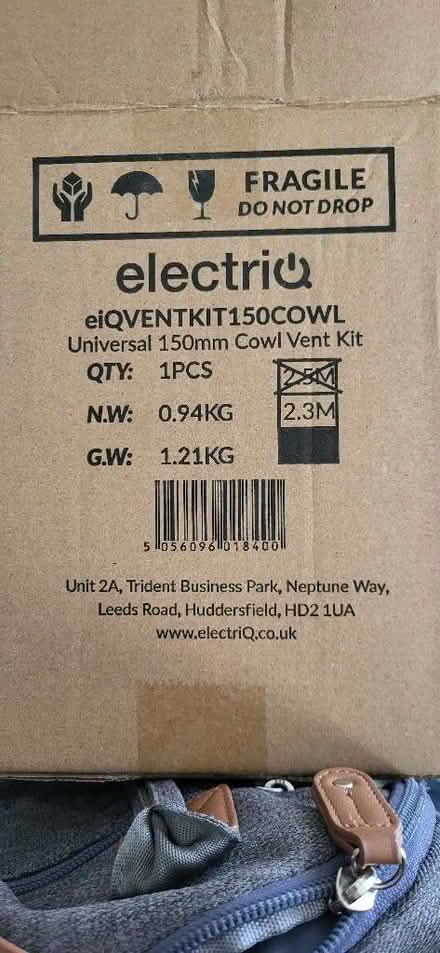 FRAGILE
DO NOT DROP
electriQ
eiQVENTKIT150COWL
Universal 150mm Cowl Vent Kit
QTY: 1PCS
2.5M
N.W: 0.94KG
2.3M
G.W: 1.21KG
5 056096 018400
Unit 2A, Trident Business Park, Neptune Way,
Leeds Road, Huddersfield, HD2 1UA
www.electriQ.co.uk